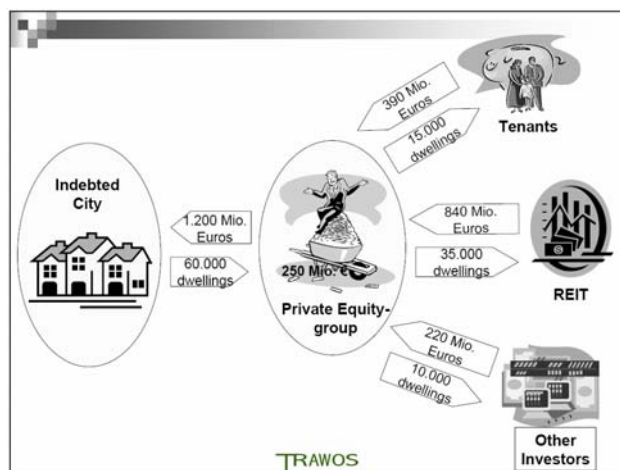 Indebted
City
1.200 Mio.
Euros
60.000
dwellings
250 Mio. €
Private Equity-
group
390 Mio.
Euros
15.000
dwellings
Tenants
840 Mio.
Euros
35.000
dwellings
REIT
220 Mio.
Euros
10.000
dwellings
Other
Investors
TRAWOS